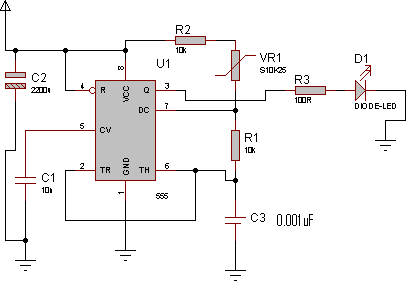 R2
10k
VR1
S10K25
D1
DIODE-LED
R3
100R
C2
2200u
U1
8
VCC
4
R
Q
3
DC
7
5
CV
2
TR
GND
TH
6
1
555
R1
10k
C1
10n
C3
0.001uF